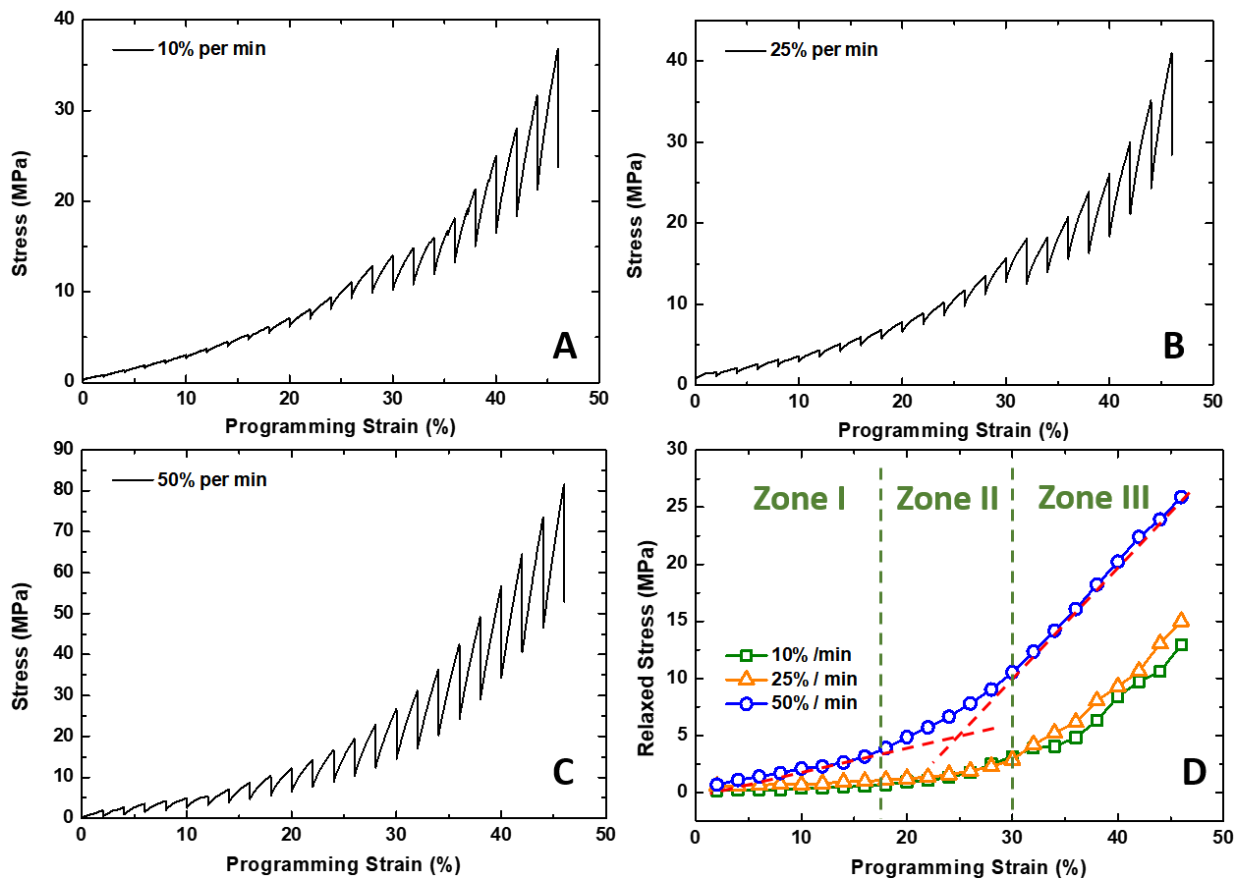 40
30
20
10
0
Stress (MPa)
10% per min
A
0 10 20 30 40 50
Programming Strain (%)
40
30
20
10
0
Stress (MPa)
25% per min
B
0 10 20 30 40 50
Programming Strain (%)
90
80
70
60
50
40
30
20
10
0
Stress (MPa)
50% per min
C
0 10 20 30 40 50
Programming Strain (%)
30
25
20
15
10
5
0
Relaxed Stress (MPa)
Zone I Zone II Zone III
10% /min
25% / min
50% / min
D
0 10 20 30 40 50
Programming Strain (%)